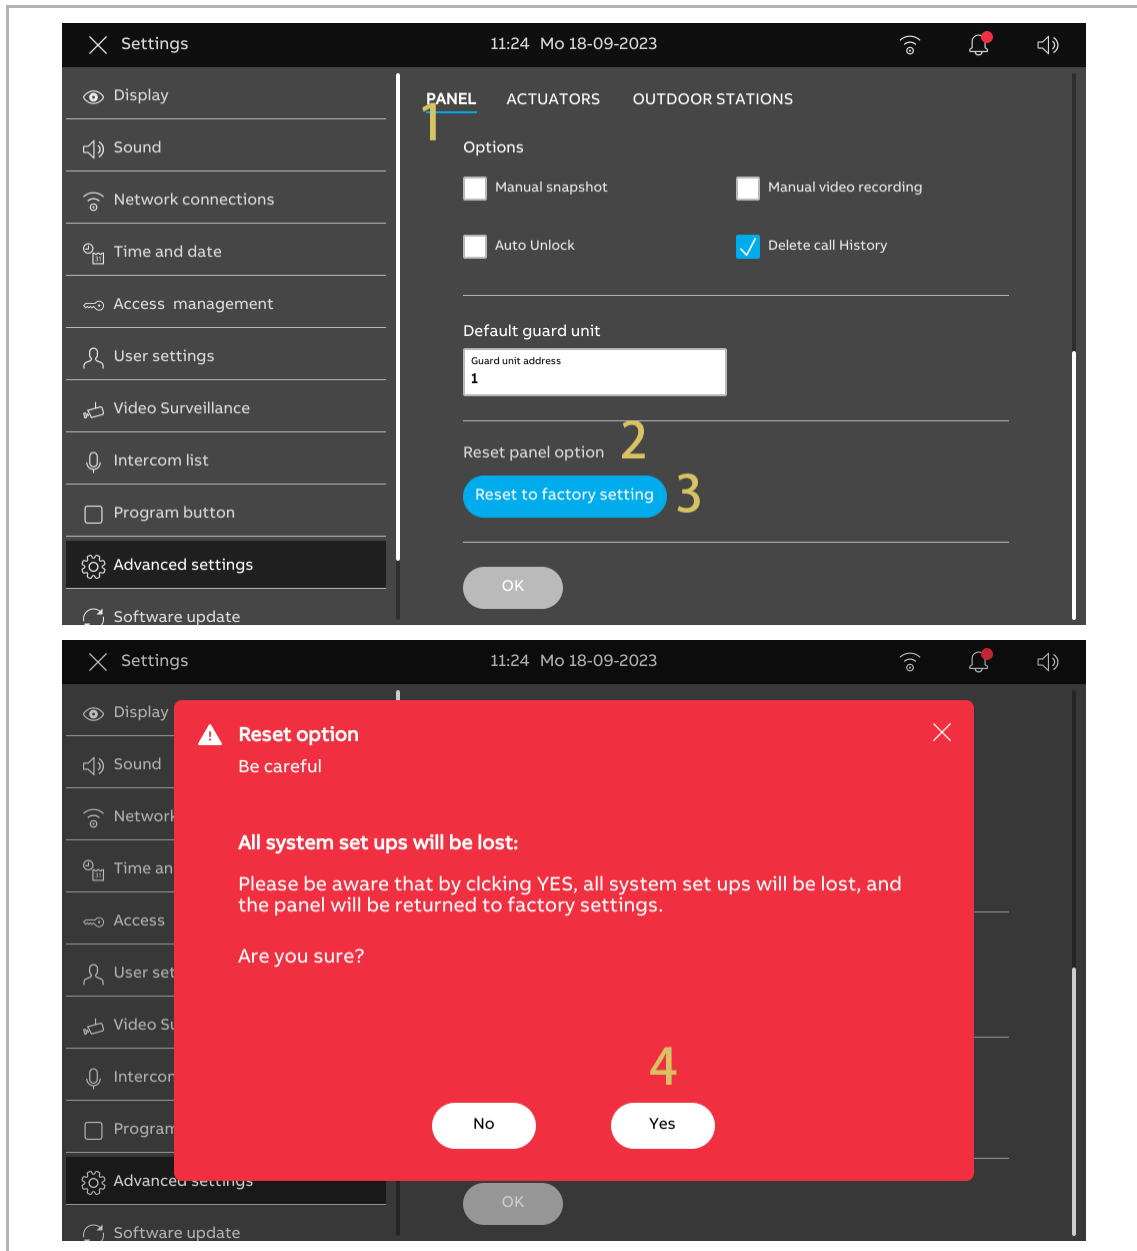 Settings
11:24 Mo 18-09-2023
Display
Sound
Network connections
Time and date
Access management
User settings
Video Surveillance
Intercom list
Program button
Advanced settings
Software update
PANEL ACTUATORS OUTDOOR STATIONS
1
Options
Manual snapshot Manual video recording
Auto Unlock Delete call History
Default guard unit
Guard unit address
1
Reset panel option 2
Reset to factory setting 3
OK
Settings
11:24 Mo 18-09-2023
Display
Sound
Network
Time an
Access
User set
Video Su
Intercom
Program
Advanced settings
Software update
Reset option
Be careful
All system set ups will be lost:
Please be aware that by clcking YES, all system set ups will be lost, and
the panel will be returned to factory settings.
Are you sure?
4
No Yes
OK